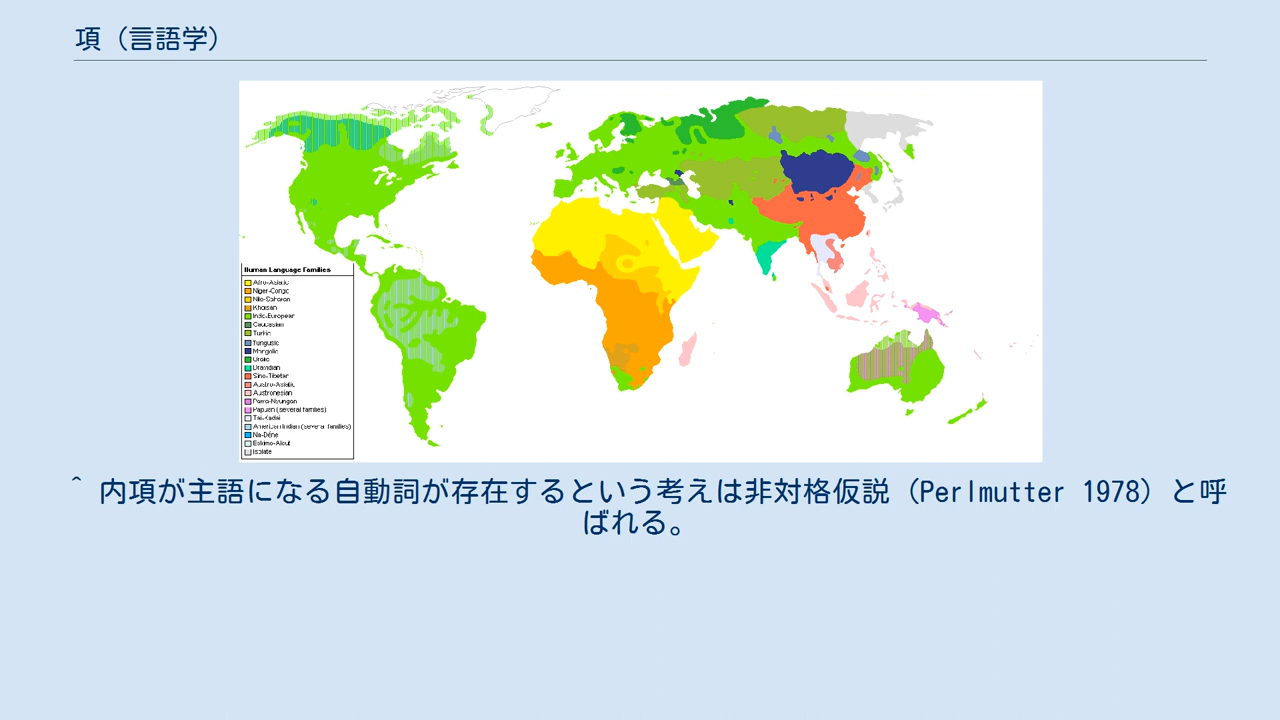 項（言語学）
Human Language Families
Afro-Asiatic
Niger-Congo
Nilo-Saharan
Khoisan
Indo-European
Caucasian
Turkic
Tungusic
Mongolic
Uralic
Dravidian
Sino-Tibetan
Austro-Asiatic
Austronesian
Pama-Nyungan
Papuan (several families)
Tai-Kadai
American Indian (several families)
Na-Dene
Eskimo-Aleut
Isolate
^ 内項が主語になる自動詞が存在するという考えは非対格仮説（Perlmutter 1978）と呼
ばれる。